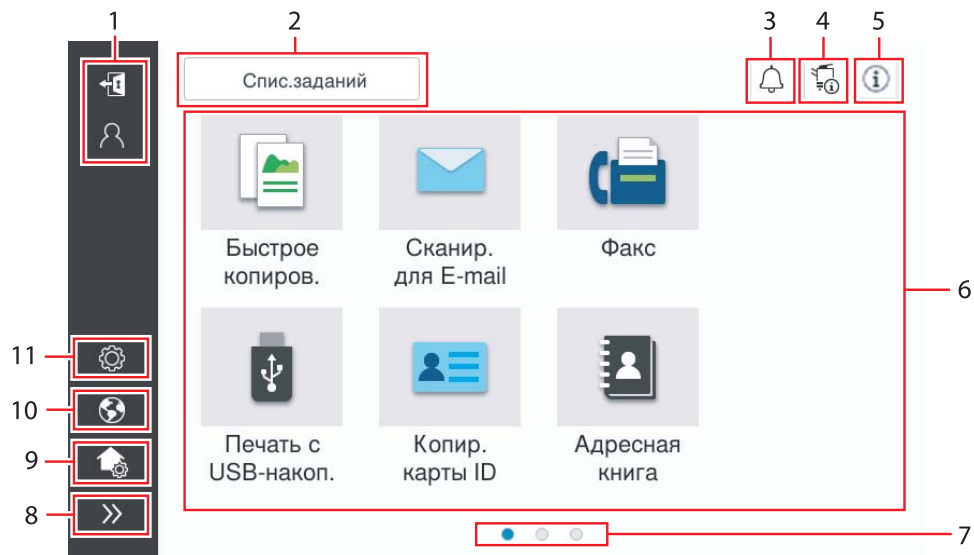 1
2
3
4
5
Спис.заданий
Быстрое
копиров.
Сканир.
для E-mail
Факс
6
11
10
Печать с
USB-накоп.
Копир.
карты ID
Адресная
книга
9
8
7